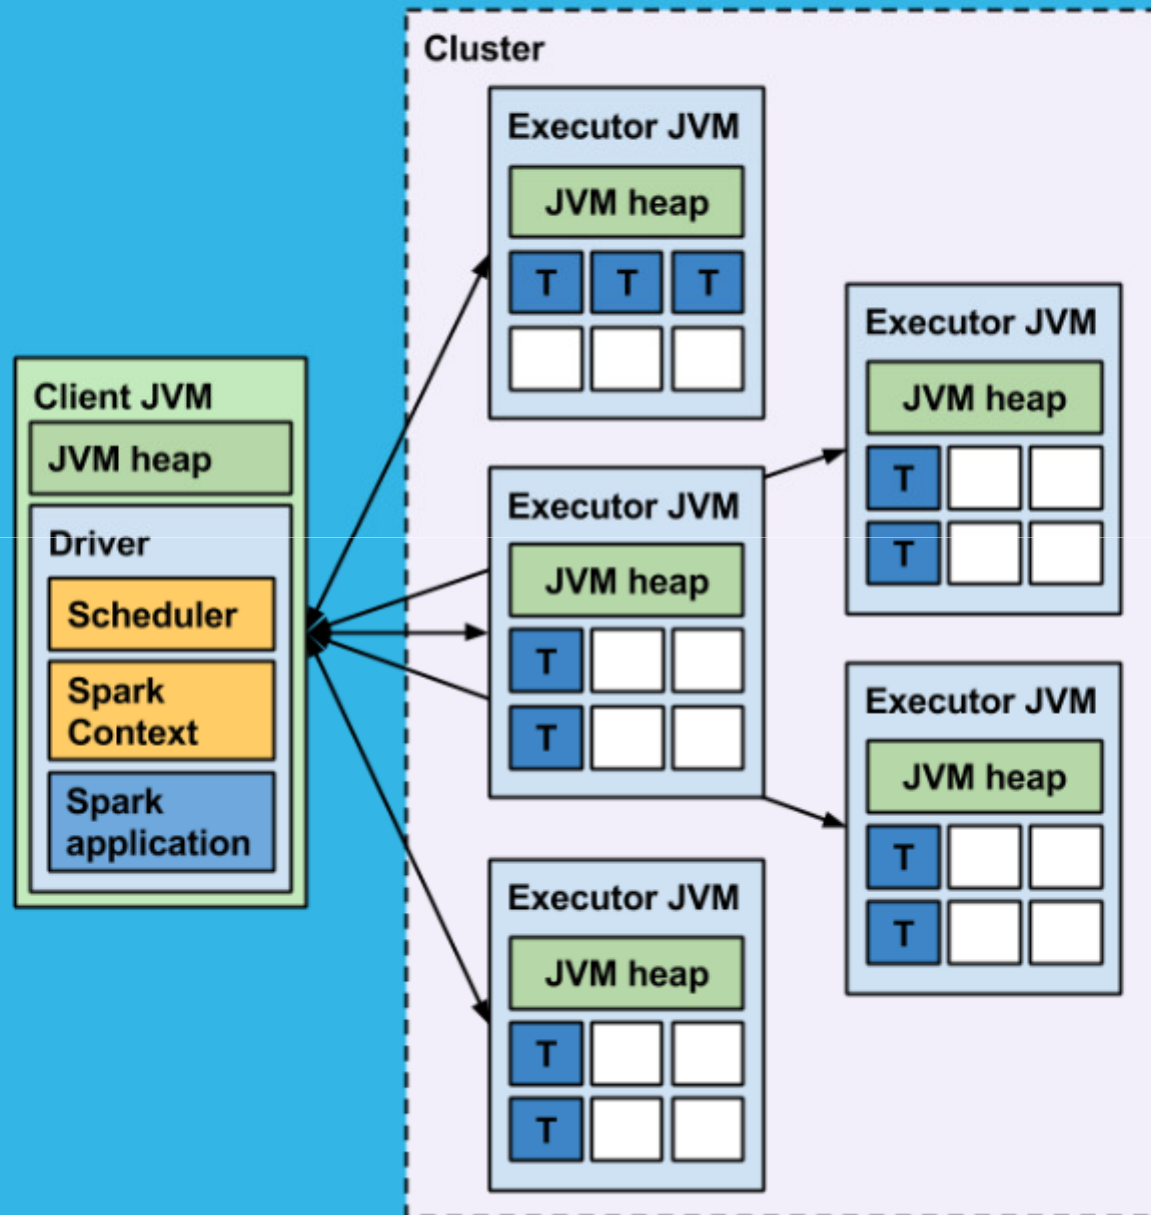 Cluster
Executor JVM
JVM heap
T T T
Client JVM
JVM heap
Driver
Scheduler
Spark
Context
Spark
application
Executor JVM
JVM heap
T
T
Executor JVM
JVM heap
T
T
Executor JVM
JVM heap
T
T
Executor JVM
JVM heap
T
T